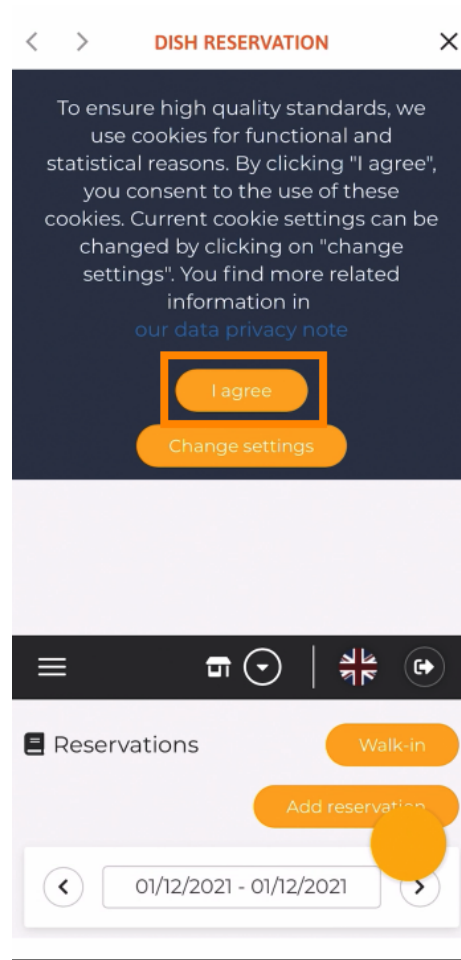 DISH RESERVATION
To ensure high quality standards, we
use cookies for functional and
statistical reasons. By clicking "I agree",
you consent to the use of these
cookies. Current cookie settings can be
changed by clicking on "change
settings". You find more related
information in
our data privacy note
I agree
Change settings
Reservations
Walk-in
Add reservation
01/12/2021 - 01/12/2021